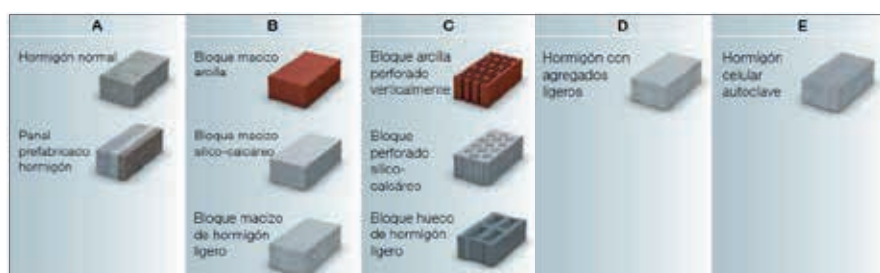 A
Hormigón normal
Panal
prefabricado
hormigón
B
Bloque macizo
arcilla
Bloque macizo
sílico-calcáreo
Bloque macizo
de hormigón
ligero
C
Bloque arcilla
perforado
verticalmente
Bloque
perforado
sílico-
calcáreo
Bloque hueco
de hormigón
ligero
D
Hormigón con
agregados
ligeros
E
Hormigón
celular
autoclave